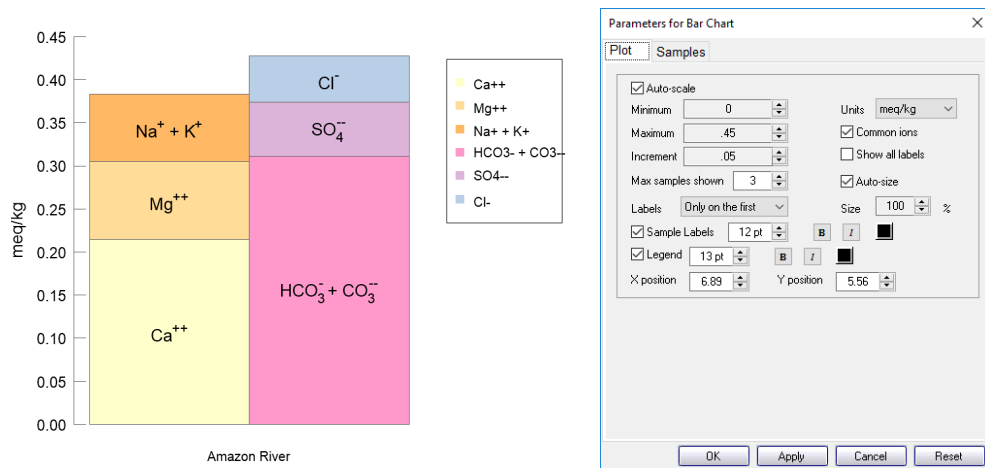 0.45
0.40
0.35
0.30
0.25
0.20
0.15
0.10
0.05
0.00
meq/kg
Na⁺ + K⁺
Mg⁺⁺
Ca⁺⁺
Cl⁻
SO₄⁻⁻
HCO₃⁻ + CO₃⁻⁻
Amazon River
Ca++
Mg++
Na+ + K+
HCO3- + CO3--
SO4--
Cl-
Parameters for Bar Chart
Plot Samples
Auto-scale
Minimum 0 Units meq/kg
Maximum .45 Common ions
Increment .05 Show all labels
Max samples shown 3 Auto-size
Labels Only on the first Size 100 %
Sample Labels 12 pt B I
Legend 13 pt B I
X position 6.89 Y position 5.56
OK Apply Cancel Reset